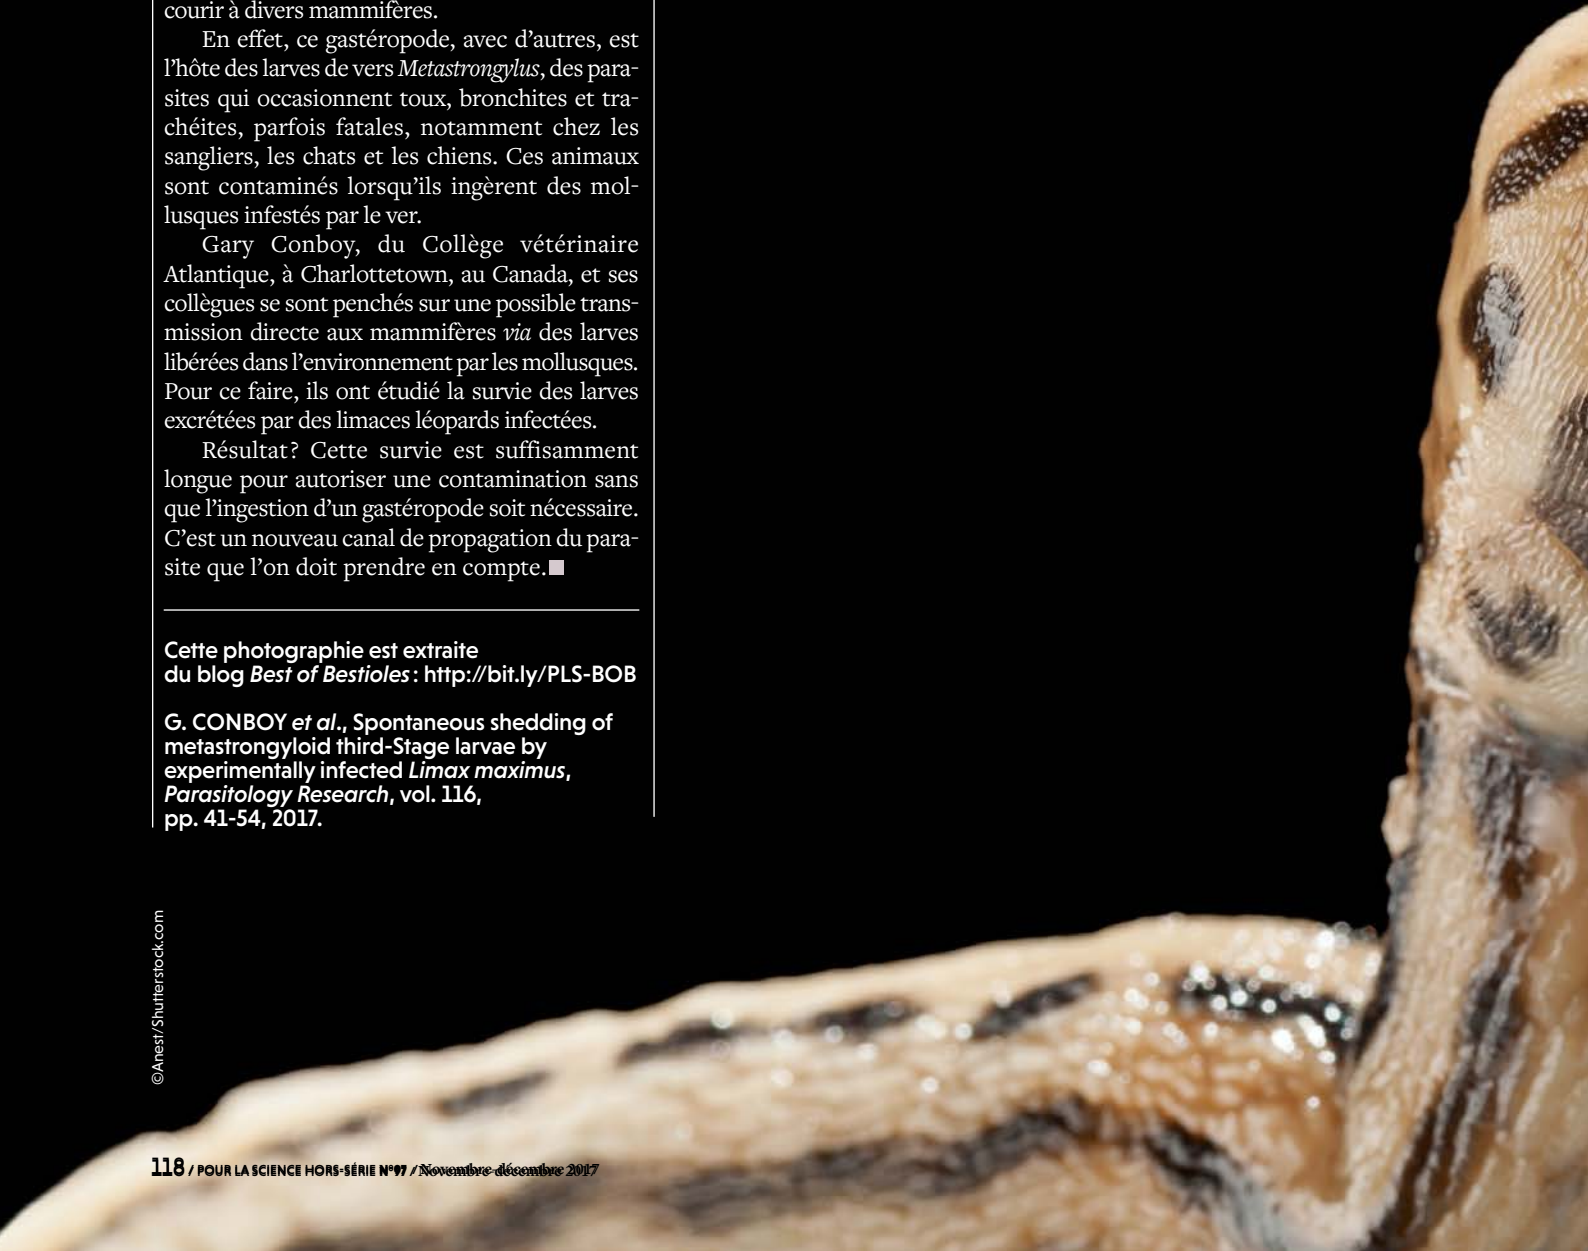 courir à divers mammifères.
En effet, ce gastéropode, avec d’autres, est
l’hôte des larves de vers Metastrongylus, des para-
sites qui occasionnent toux, bronchites et tra-
chéites, parfois fatales, notamment chez les
sangliers, les chats et les chiens. Ces animaux
sont contaminés lorsqu’ils ingèrent des mol-
lusques infestés par le ver.
Gary Conboy, du Collège vétérinaire
Atlantique, à Charlottetown, au Canada, et ses
collègues se sont penchés sur une possible trans-
mission directe aux mammifères via des larves
libérées dans l’environnement par les mollusques.
Pour ce faire, ils ont étudié la survie des larves
excrétées par des limaces léopards infectées.
Résultat ? Cette survie est suffisamment
longue pour autoriser une contamination sans
que l’ingestion d’un gastéropode soit nécessaire.
C’est un nouveau canal de propagation du para-
site que l’on doit prendre en compte.
Cette photographie est extraite
du blog Best of Bestioles : http://bit.ly/PLS-BOB
G. CONBOY et al., Spontaneous shedding of
metastrongyloid third-Stage larvae by
experimentally infected Limax maximus,
Parasitology Research, vol. 116,
pp. 41-54, 2017.
©Anest/Shutterstock.com
118 / POUR LA SCIENCE HORS-SÉRIE N°97 / Novembre-décembre 2017